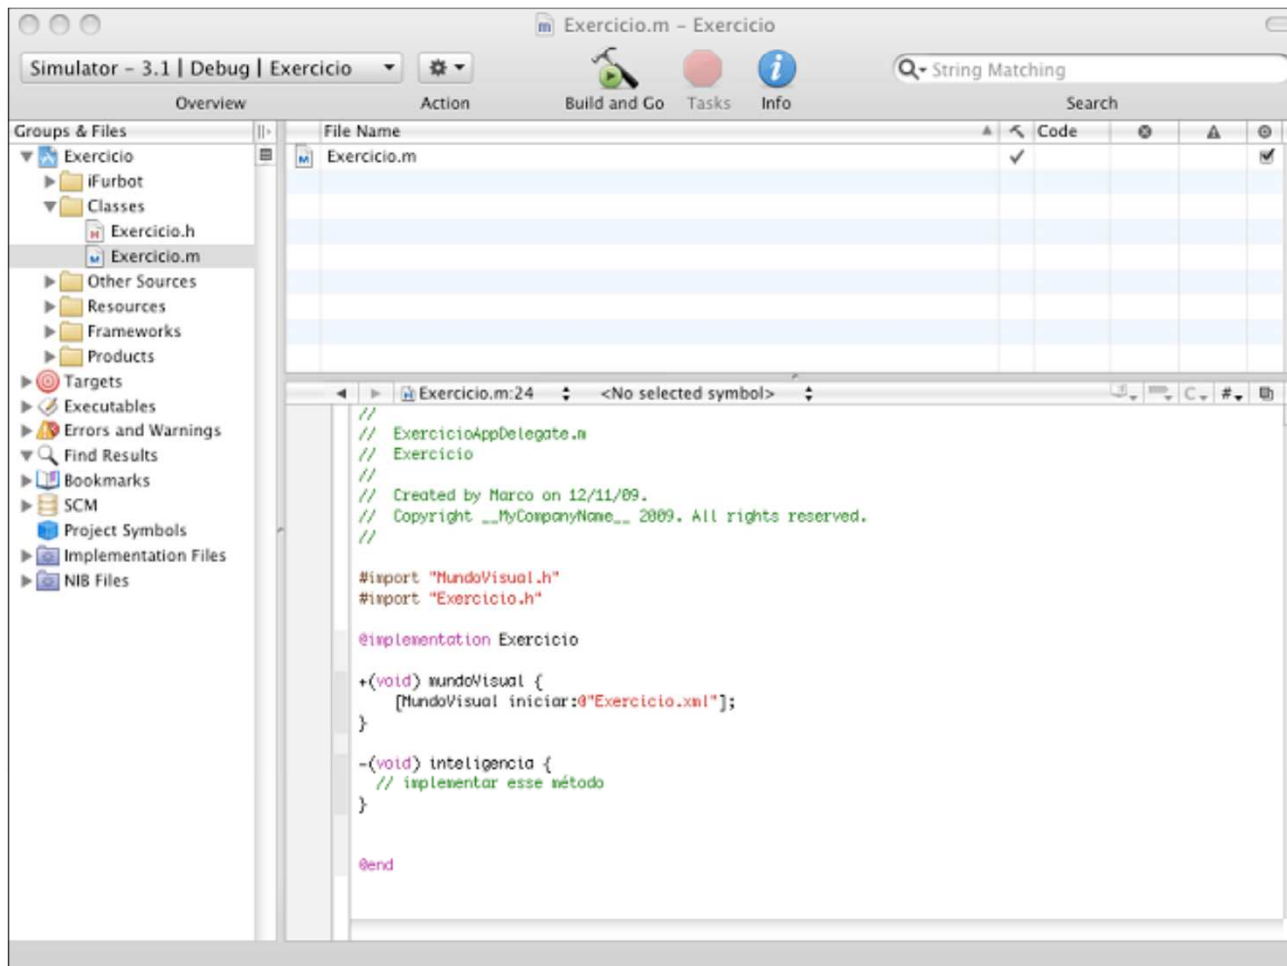 Exercicio.m – Exercicio
Simulator – 3.1 | Debug | Exercicio
String Matching
Overview
Action
Build and Go
Tasks
Info
Search
Groups & Files
Exercicio
iFurbot
Classes
Exercicio.h
Exercicio.m
Other Sources
Resources
Frameworks
Products
Targets
Executables
Errors and Warnings
Find Results
Bookmarks
SCM
Project Symbols
Implementation Files
NIB Files
File Name
Code
Exercicio.m
Exercicio.m:24
<No selected symbol>
C
#
//
// ExercicioAppDelegate.m
// Exercicio
//
// Created by Marco on 12/11/09.
// Copyright __MyCompanyName__ 2009. All rights reserved.
//
#import "MundoVisual.h"
#import "Exercicio.h"
@implementation Exercicio
+(void) mundoVisual {
[MundoVisual iniciar:@"Exercicio.xml"];
}
-(void) inteligencia {
// implementar esse método
}
@end